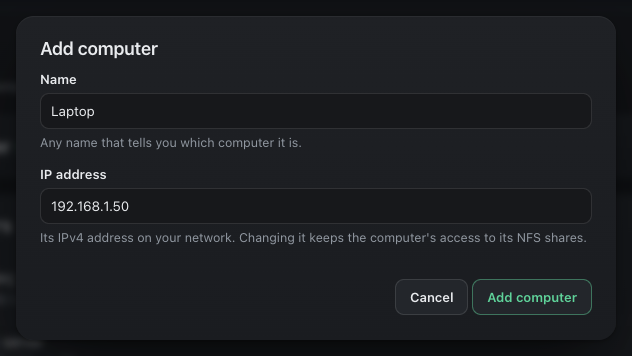 Add computer
Name
Laptop
Any name that tells you which computer it is.
IP address
192.168.1.50
Its IPv4 address on your network. Changing it keeps the computer's access to its NFS shares.
Cancel
Add computer